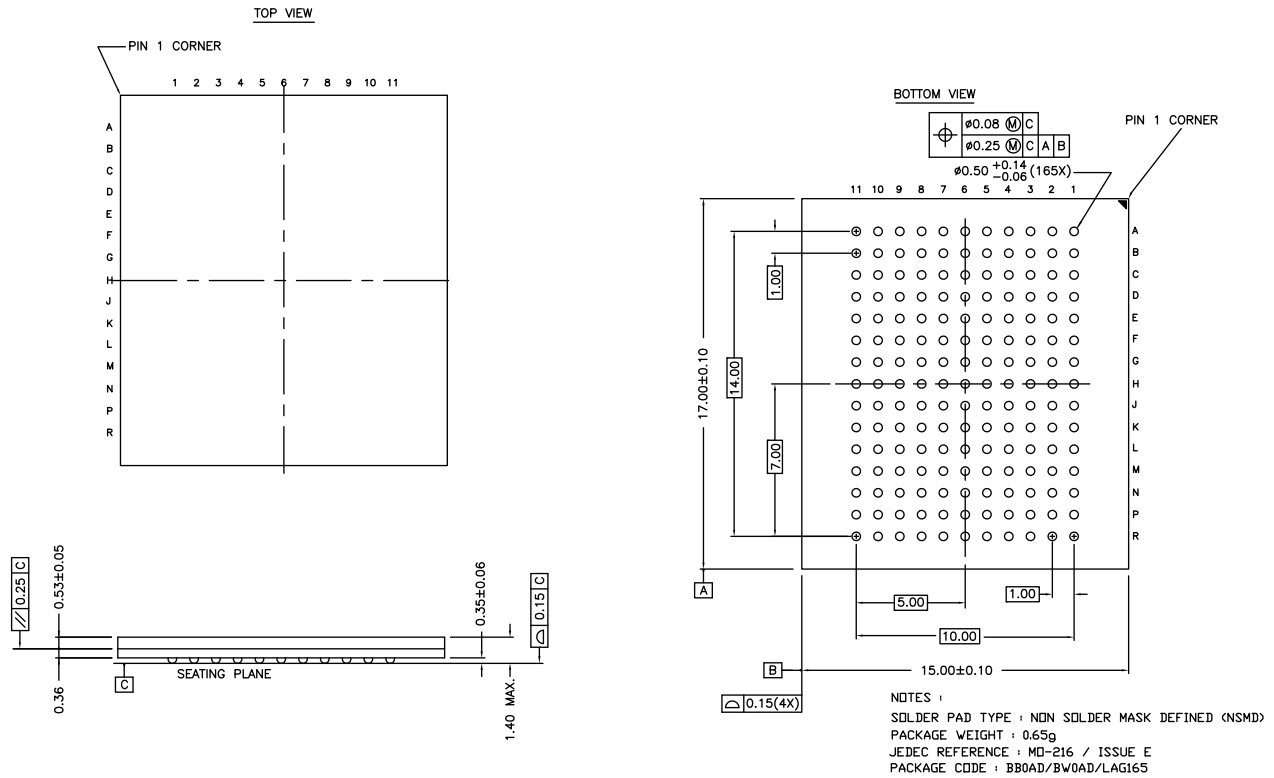 TOP VIEW
PIN 1 CORNER
1 2 3 4 5 6 7 8 9 10 11
A
B
C
D
E
F
G
H
J
K
L
M
N
P
R
BOTTOM VIEW
⌖ ø0.08 Ⓜ C
ø0.25 Ⓜ C A B
ø0.50 +0.14 -0.06 (165X)
PIN 1 CORNER
11 10 9 8 7 6 5 4 3 2 1
A
B
C
D
E
F
G
H
J
K
L
M
N
P
R
1.00
17.00±0.10
14.00
7.00
A
5.00
1.00
10.00
B
15.00±0.10
⌓ 0.15(4X)
// 0.25 C
0.53±0.05
0.35±0.06
⌓ 0.15 C
SEATING PLANE
C
0.36
1.40 MAX.
NOTES :
SOLDER PAD TYPE : NON SOLDER MASK DEFINED (NSMD)
PACKAGE WEIGHT : 0.65g
JEDEC REFERENCE : MO-216 / ISSUE E
PACKAGE CODE : BB0AD/BW0AD/LAG165